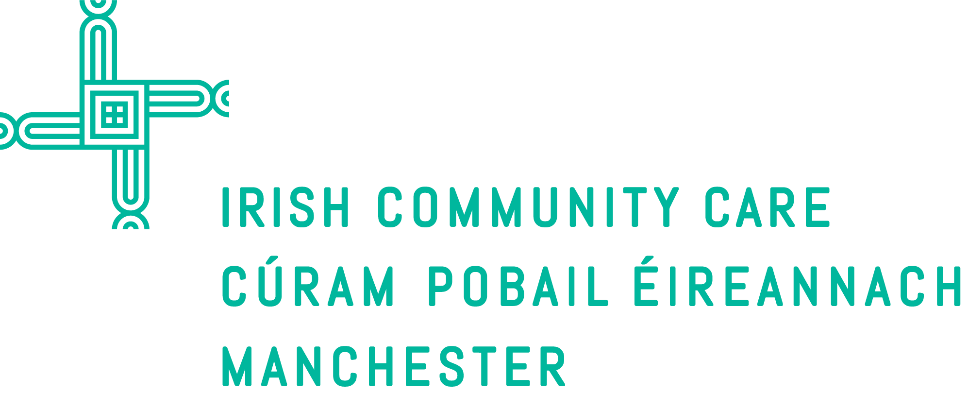 IRISH COMMUNITY CARE
CÚRAM POBAIL ÉIREANNACH
MANCHESTER